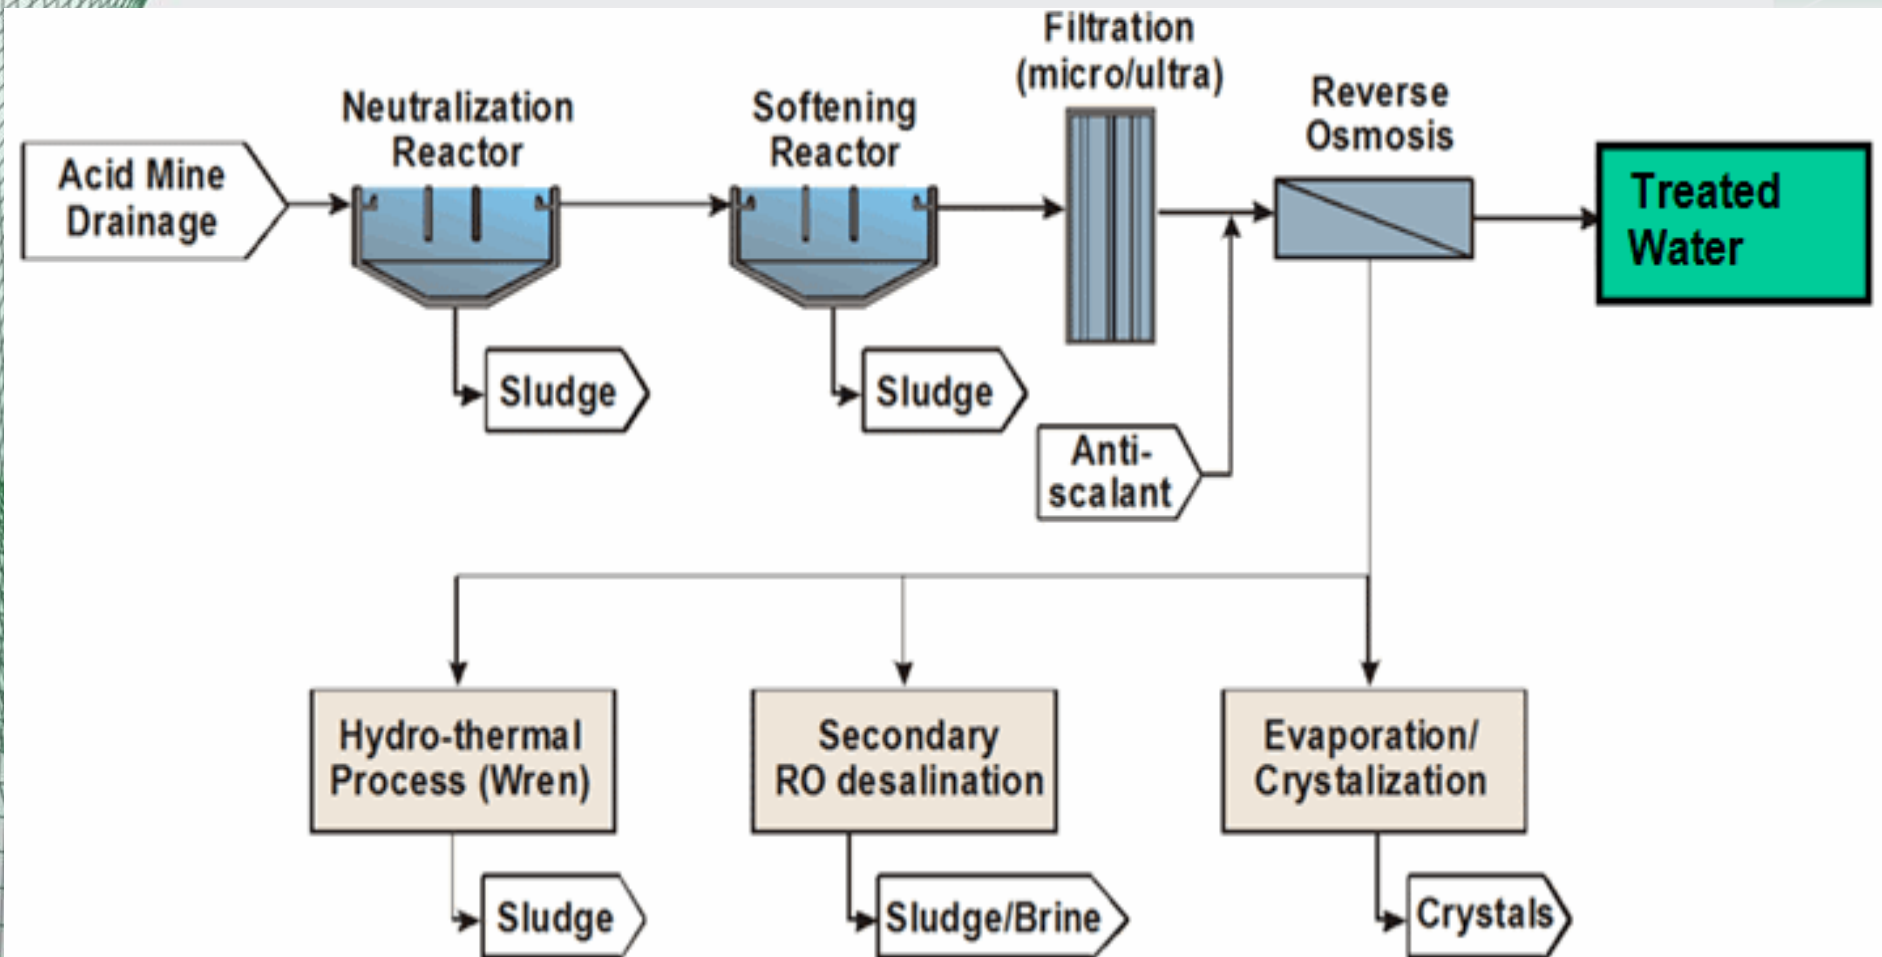 Filtration
(micro/ultra)
Neutralization
Reactor
Softening
Reactor
Reverse
Osmosis
Acid Mine
Drainage
Treated
Water
Sludge
Sludge
Anti-
scalant
Hydro-thermal
Process (Wren)
Secondary
RO desalination
Evaporation/
Crystalization
Sludge
Sludge/Brine
Crystals